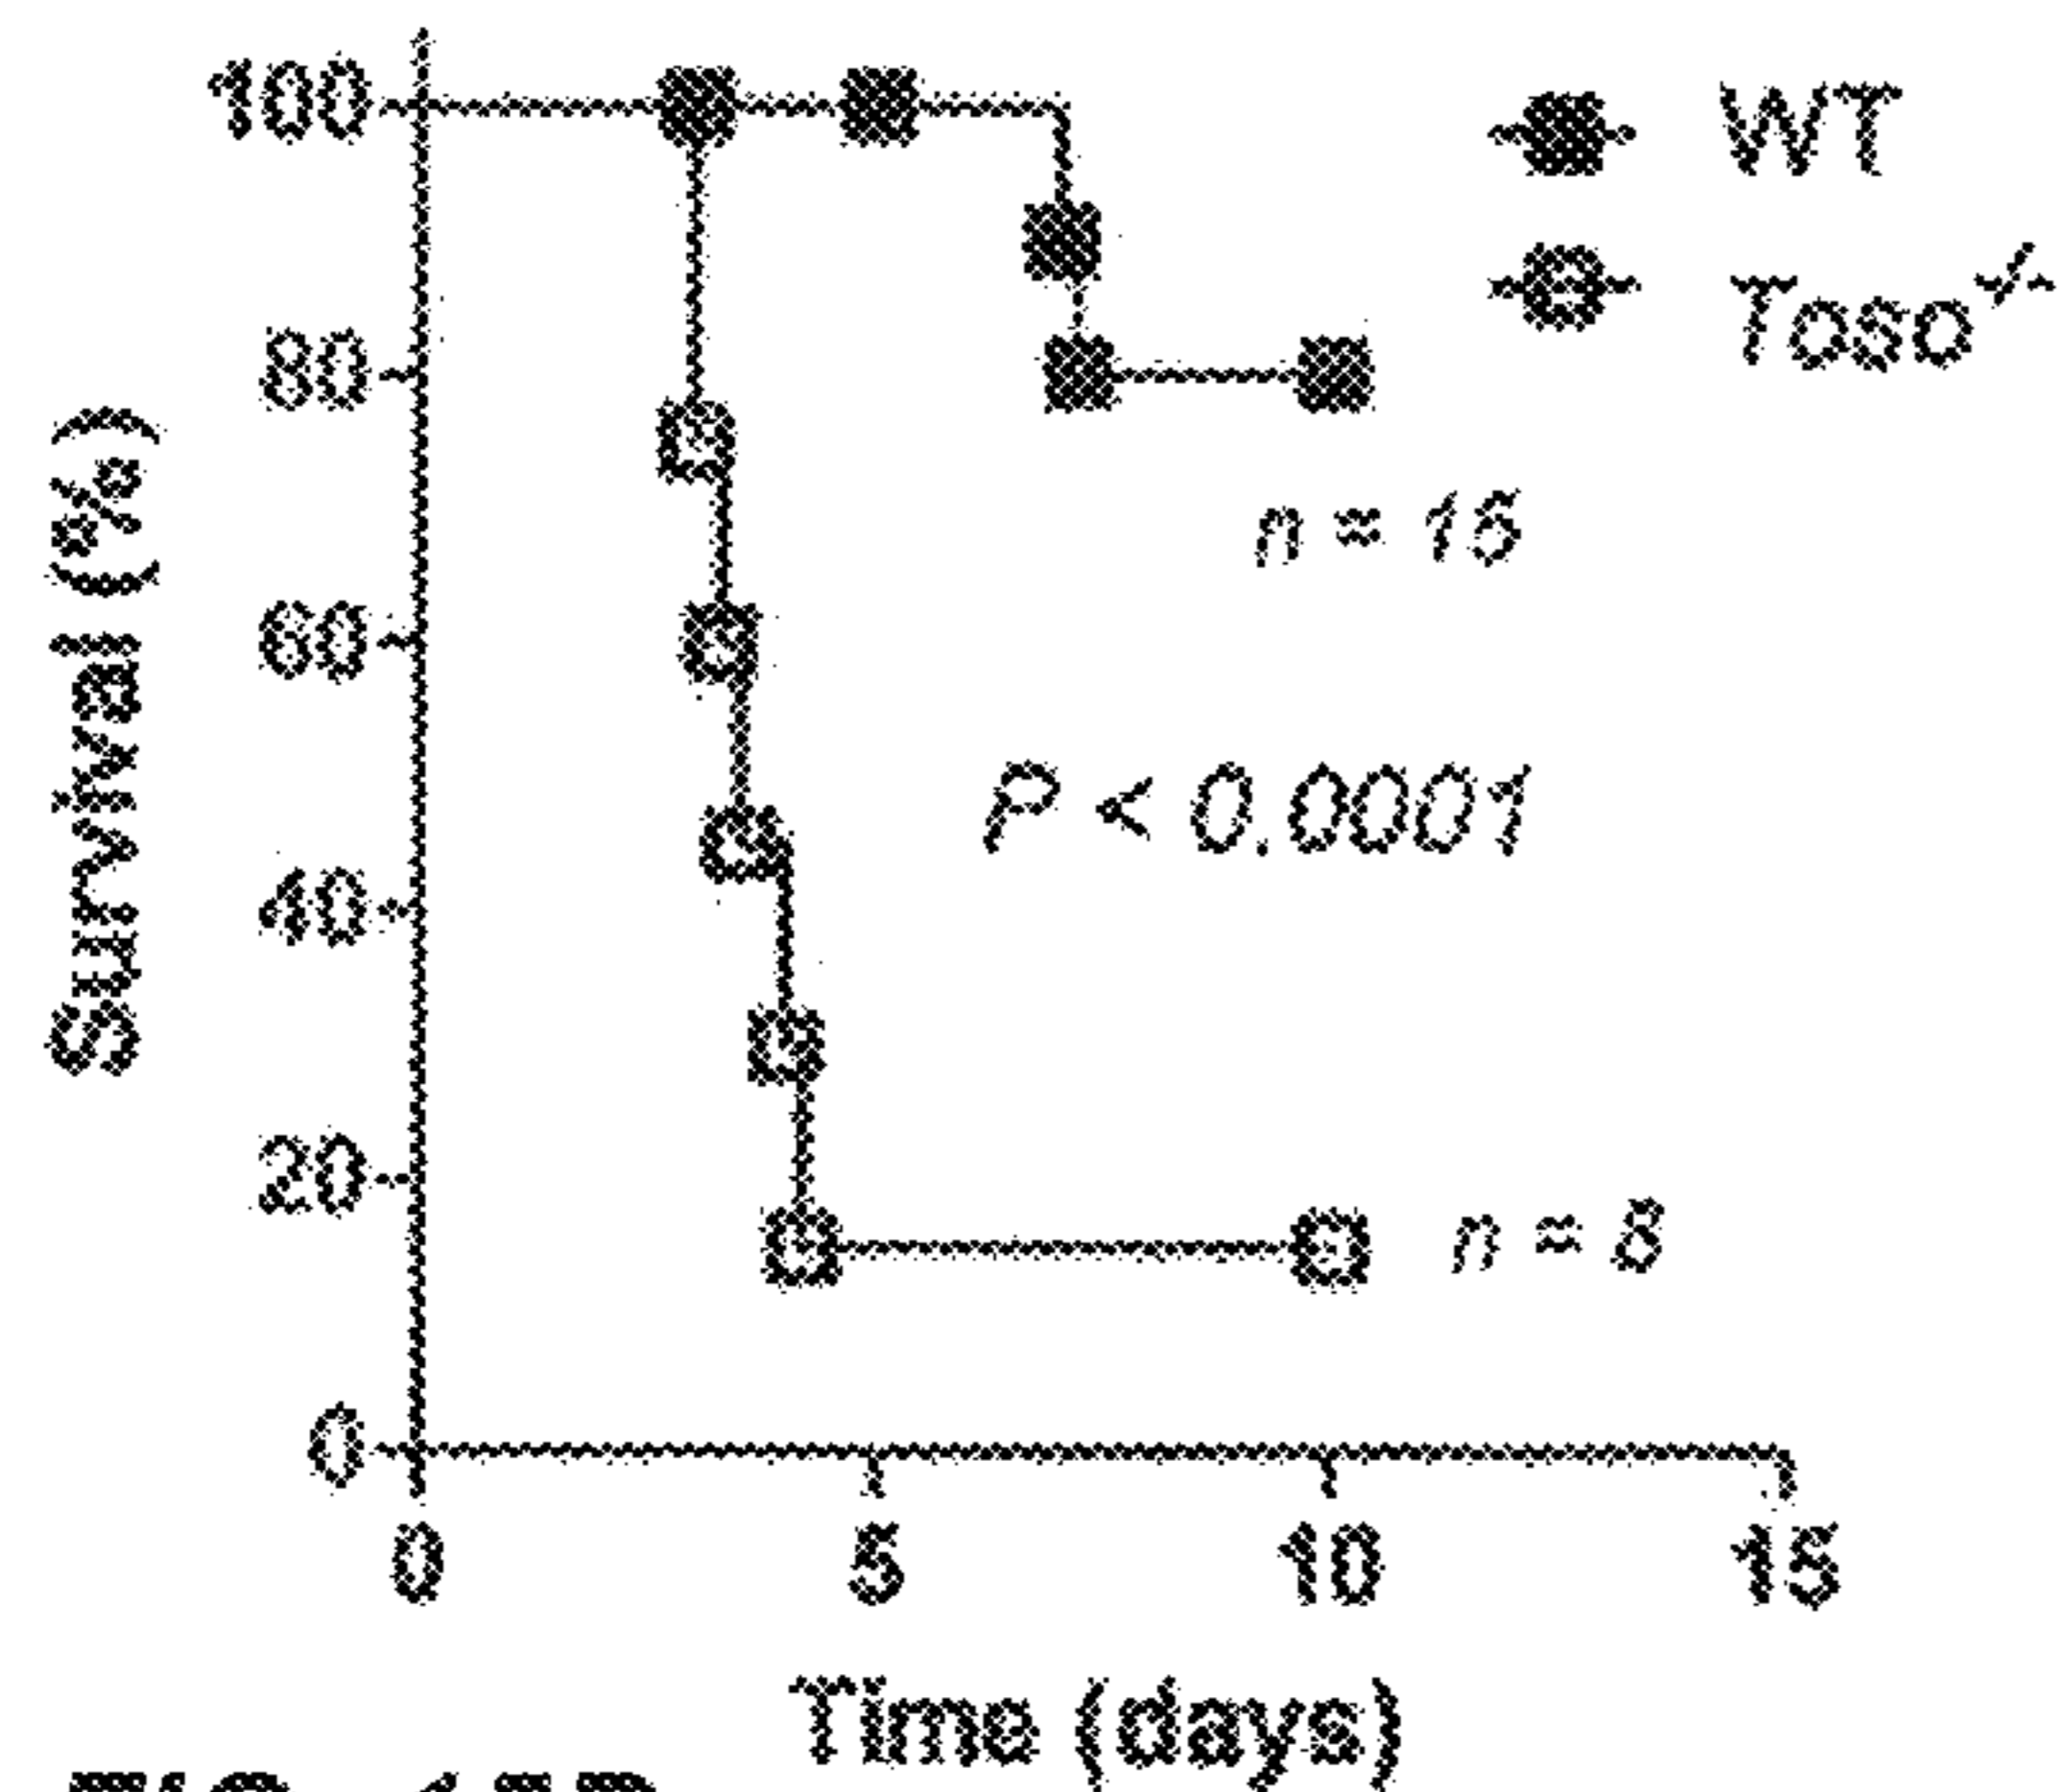 100
80
60
40
20
0
Survival (%)
WT
Toso-/-
n = 15
P < 0.0001
n = 8
0 5 10 15
Time (days)